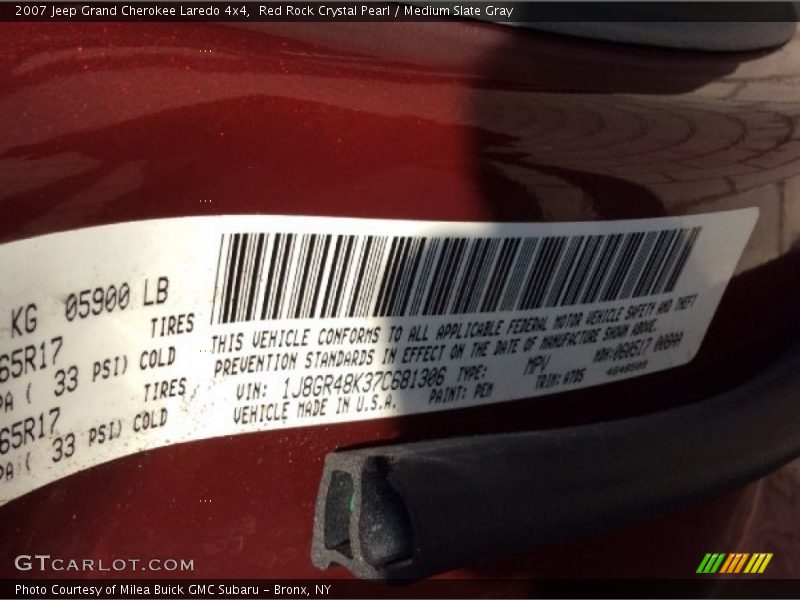 2007 Jeep Grand Cherokee Laredo 4x4,  Red Rock Crystal Pearl / Medium Slate Gray
KG 05900 LB
65R17 TIRES
PA ( 33 PSI) COLD
65R17 TIRES
PA ( 33 PSI) COLD
THIS VEHICLE CONFORMS TO ALL APPLICABLE FEDERAL MOTOR VEHICLE SAFETY AND THEFT
PREVENTION STANDARDS IN EFFECT ON THE DATE OF MANUFACTURE SHOWN ABOVE.
VIN: 1J8GR48K37C681306 TYPE: MPV
VEHICLE MADE IN U.S.A. PAINT: PEM TRIM:
GTCARLOT.COM
Photo Courtesy of Milea Buick GMC Subaru - Bronx, NY